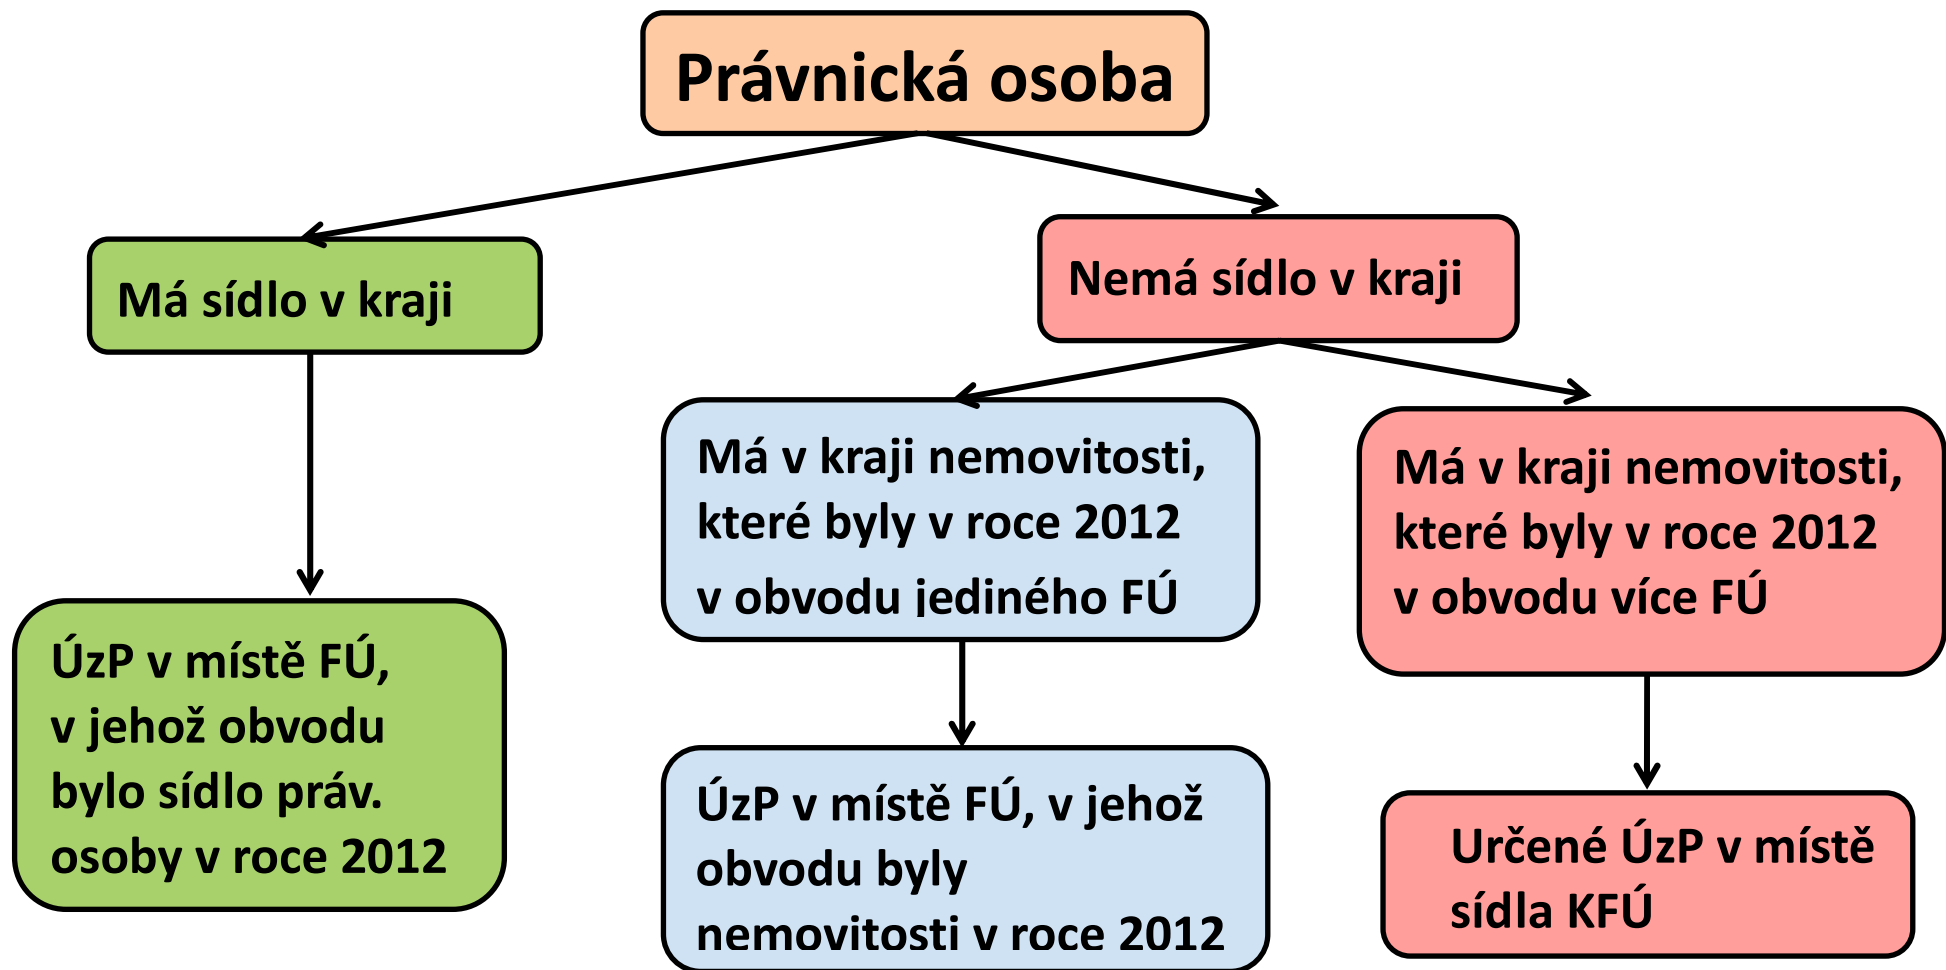 Právnická osoba
Má sídlo v kraji
Nemá sídlo v kraji
Má v kraji nemovitosti,
které byly v roce 2012
v obvodu jediného FÚ
Má v kraji nemovitosti,
které byly v roce 2012
v obvodu více FÚ
ÚzP v místě FÚ,
v jehož obvodu
bylo sídlo práv.
osoby v roce 2012
ÚzP v místě FÚ, v jehož
obvodu byly
nemovitosti v roce 2012
Určené ÚzP v místě
sídla KFÚ